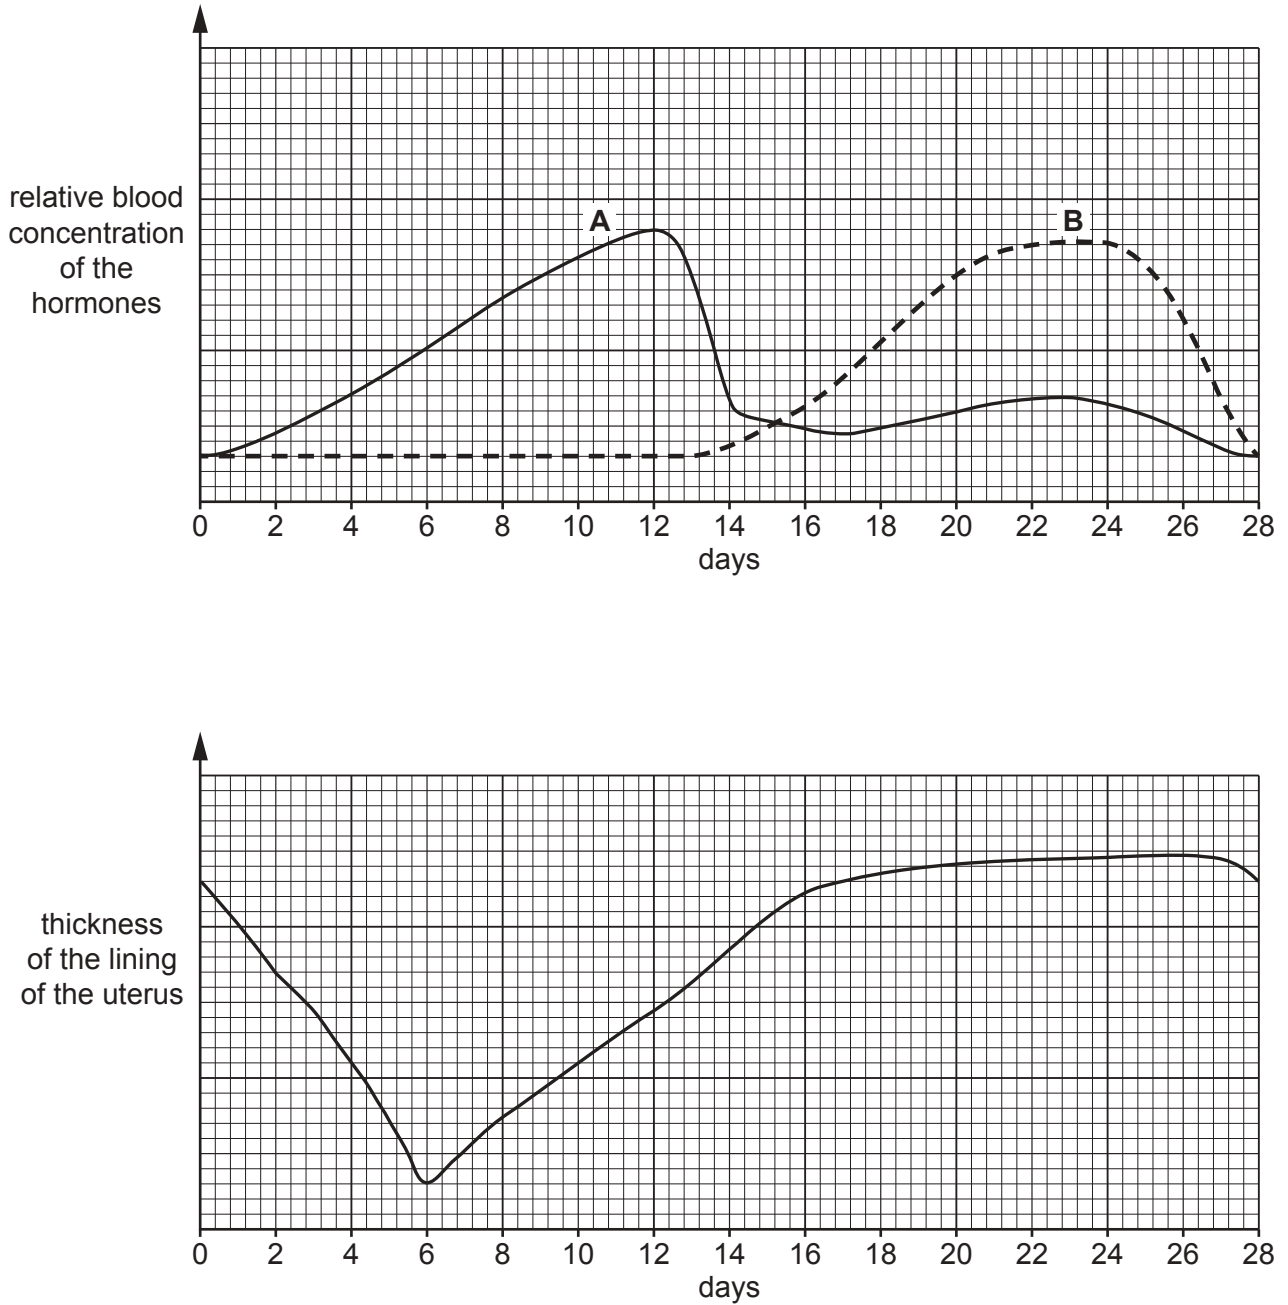 relative blood
concentration
of the
hormones
A
B
0 2 4 6 8 10 12 14 16 18 20 22 24 26 28
days
thickness
of the lining
of the uterus
0 2 4 6 8 10 12 14 16 18 20 22 24 26 28
days